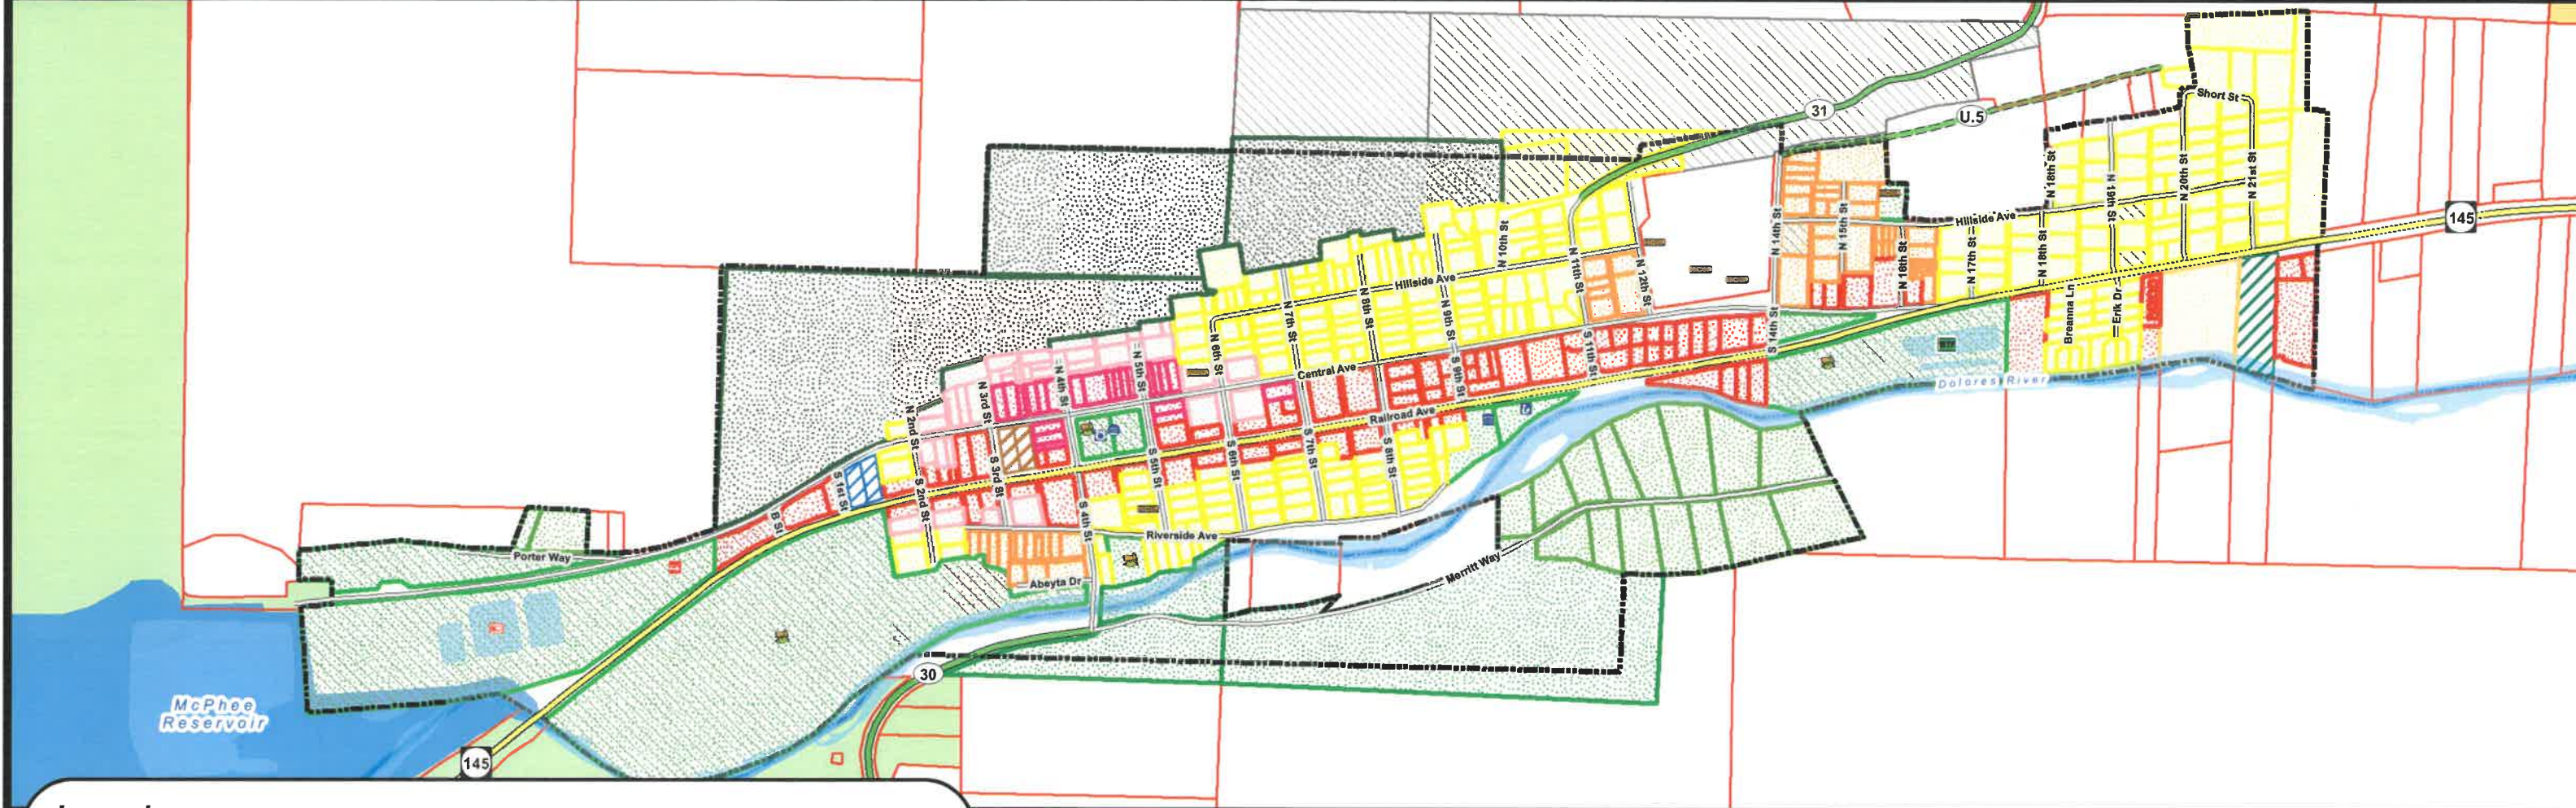 31
U.5
Short St
145
N 18th St
N 19th St
N 20th St
N 21st St
Hillside Ave
N 14th St
N 15th St
N 16th St
N 17th St
N 18th St
N 10th St
N 11th St
N 12th St
Hillside Ave
N 6th St
N 7th St
N 8th St
N 9th St
Breanna Ln
Erik Dr
S 14th St
S 11th St
Central Ave
S 9th St
Dolores River
N 2nd St
N 3rd St
N 4th St
N 5th St
Railroad Ave
S 1st St
S 2nd St
S 3rd St
S 4th St
S 5th St
S 6th St
S 7th St
S 8th St
B St
Porter Way
Riverside Ave
Abeyta Dr
Merritt Way
30
McPhee
Reservoir
145